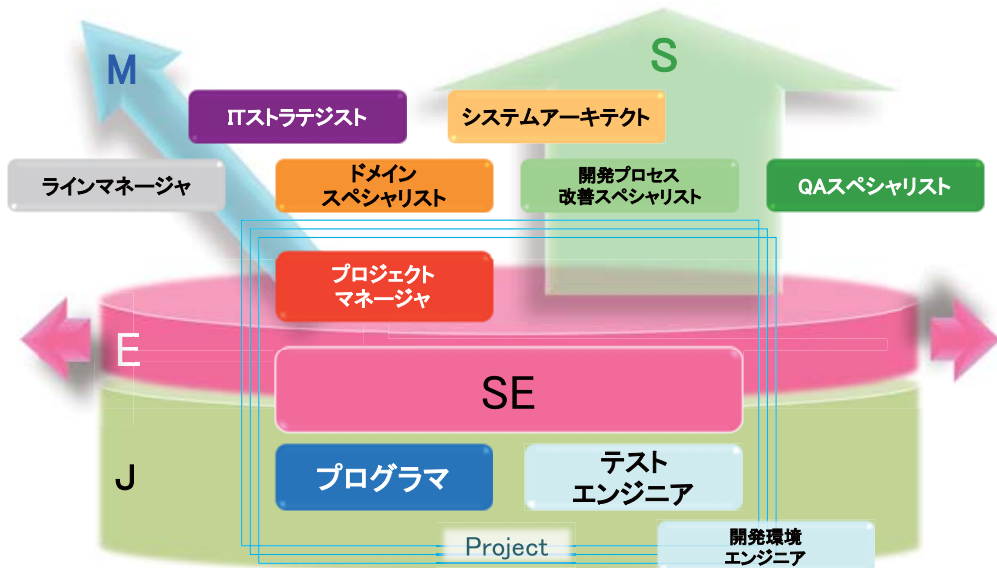 M
S
ITストラテジスト
システムアーキテクト
ラインマネージャ
ドメイン
スペシャリスト
開発プロセス
改善スペシャリスト
QAスペシャリスト
プロジェクト
マネージャ
E
SE
J
プログラマ
テスト
エンジニア
Project
開発環境
エンジニア